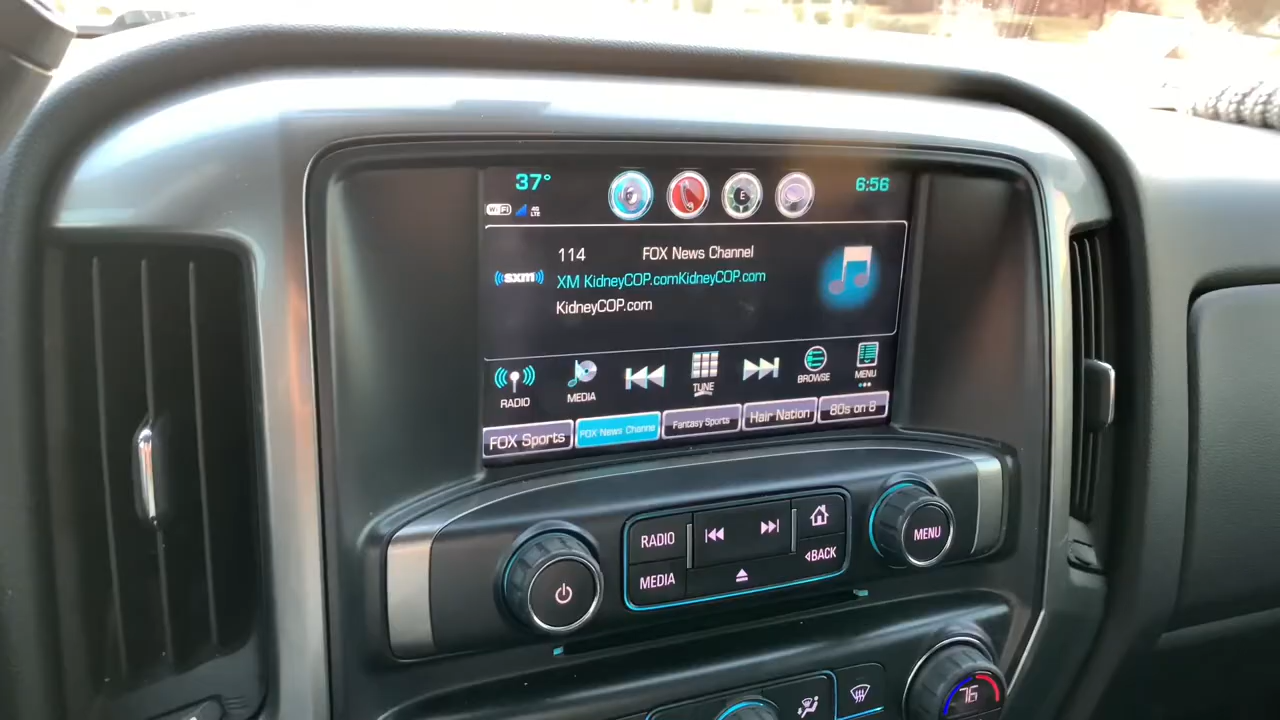 37°
6:56
WiFi
4G LTE
E
114 FOX News Channel
sxm
XM KidneyCOP.comKidneyCOP.com
KidneyCOP.com
RADIO
MEDIA
TUNE
BROWSE
MENU
FOX Sports
FOX News Channe
Fantasy Sports
Hair Nation
80s on 8
RADIO
MEDIA
BACK
MENU
76